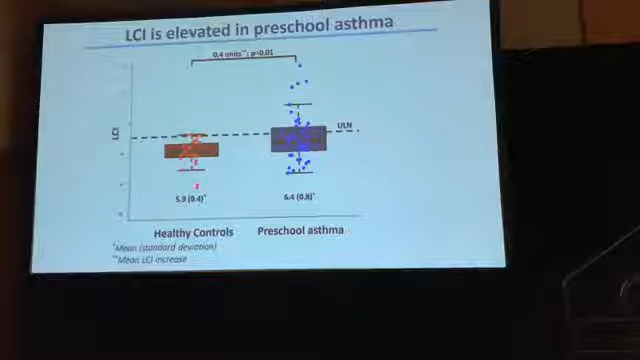 LCI is elevated in preschool asthma
0.4 units**; p=0.01
LCI
ULN
5.9 (0.4)*
6.4 (0.8)*
Healthy Controls
Preschool asthma
*Mean (standard deviation)
**Mean LCI increase